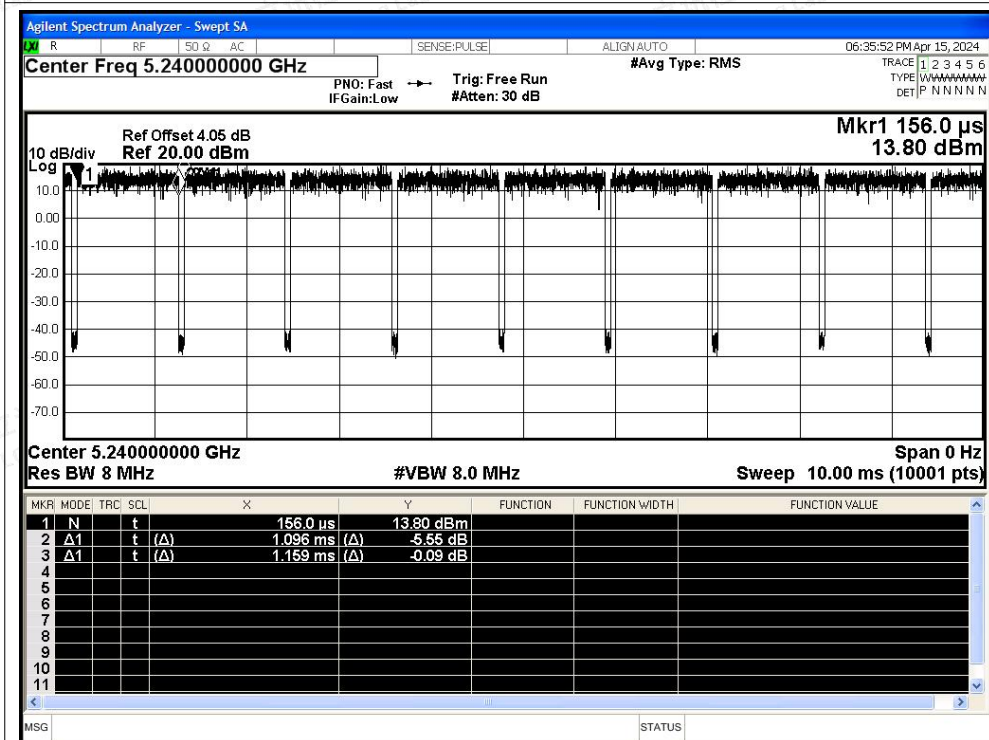 Agilent Spectrum Analyzer - Swept SA
LXI R RF 50 Ω AC SENSE:PULSE ALIGN AUTO 06:35:52 PM Apr 15, 2024
Center Freq 5.240000000 GHz #Avg Type: RMS TRACE 1 2 3 4 5 6
PNO: Fast Trig: Free Run TYPE WWWWWW
IFGain:Low #Atten: 30 dB DET P N N N N N
Mkr1 156.0 µs
Ref Offset 4.05 dB
10 dB/div Ref 20.00 dBm 13.80 dBm
Log
1
10.0
0.00
-10.0
-20.0
-30.0
-40.0
-50.0
-60.0
-70.0
Center 5.240000000 GHz Span 0 Hz
Res BW 8 MHz #VBW 8.0 MHz Sweep 10.00 ms (10001 pts)
MKR MODE TRC SCL X Y FUNCTION FUNCTION WIDTH FUNCTION VALUE
1 N t 156.0 µs 13.80 dBm
2 Δ1 t (Δ) 1.096 ms (Δ) -5.55 dB
3 Δ1 t (Δ) 1.159 ms (Δ) -0.09 dB
4
5
6
7
8
9
10
11
MSG STATUS